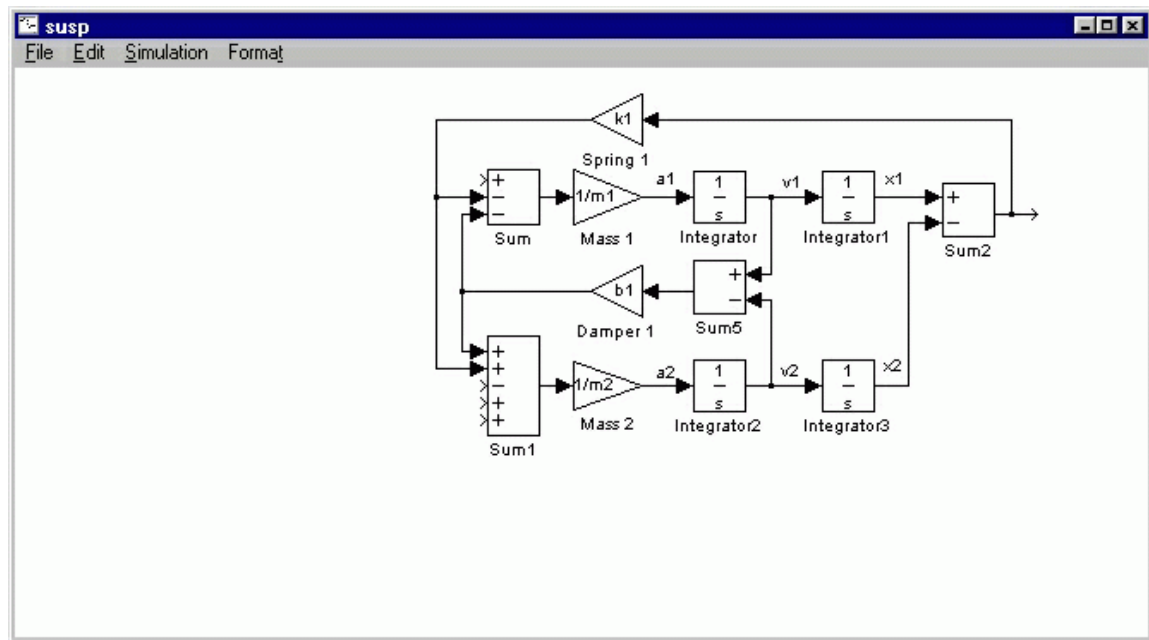 susp
File Edit Simulation Format
k1
Spring 1
+
−
−
Sum
1/m1
Mass 1
a1
1
s
Integrator
v1
1
s
Integrator1
x1
+
−
Sum2
b1
Damper 1
+
−
Sum5
+
+
−
+
+
Sum1
1/m2
Mass 2
a2
1
s
Integrator2
v2
1
s
Integrator3
x2